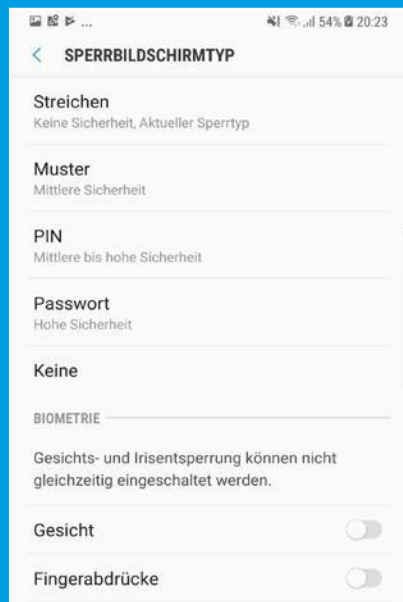 ... 54% 20:23
SPERRBILDSCHIRMTYP
Streichen
Keine Sicherheit, Aktueller Sperrtyp
Muster
Mittlere Sicherheit
PIN
Mittlere bis hohe Sicherheit
Passwort
Hohe Sicherheit
Keine
BIOMETRIE
Gesichts- und Irisentsperrung können nicht
gleichzeitig eingeschaltet werden.
Gesicht
Fingerabdrücke